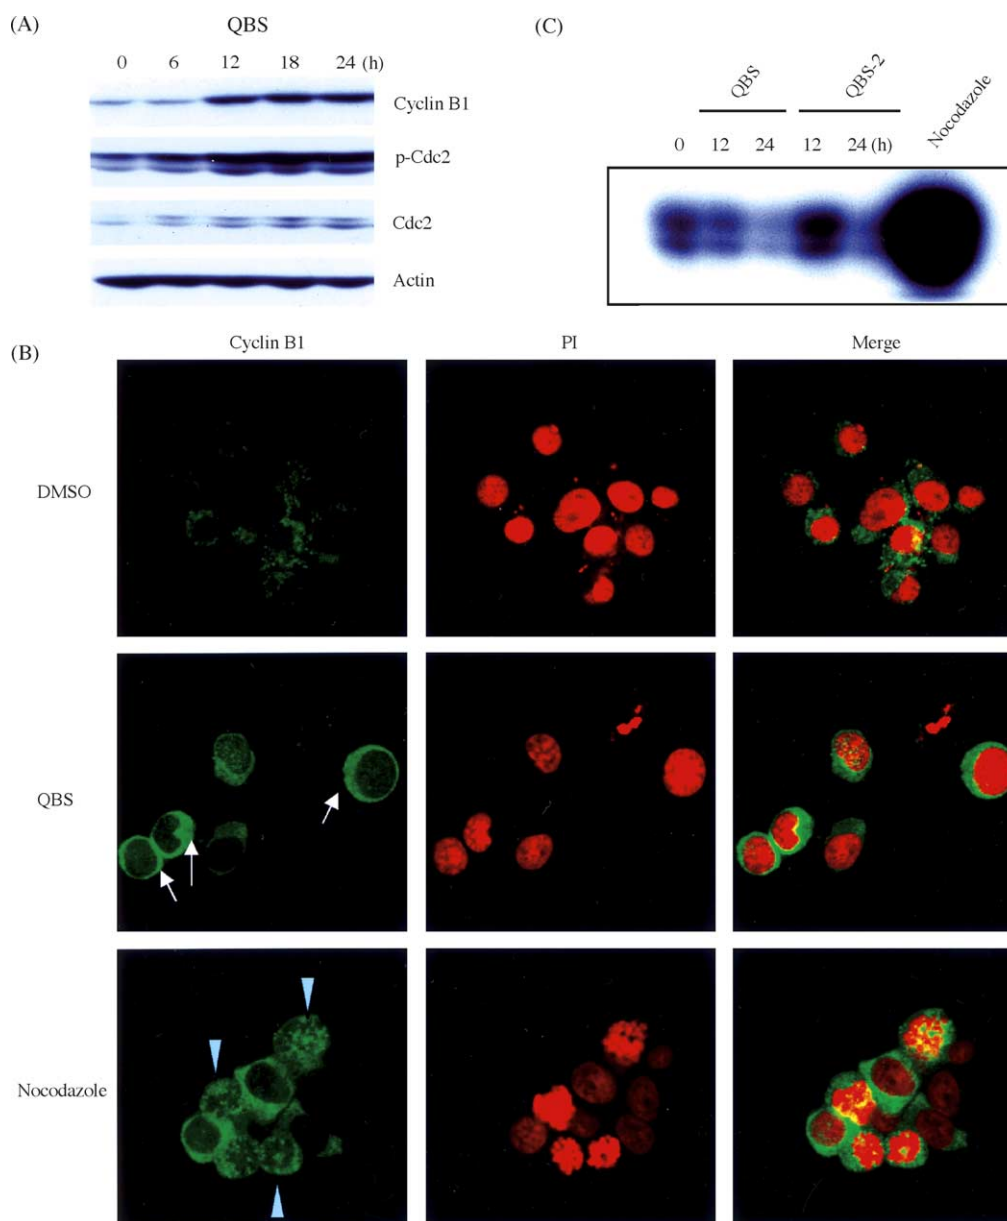 (A)
QBS
0 6 12 18 24 (h)
Cyclin B1
p-Cdc2
Cdc2
Actin
(C)
QBS QBS-2 Nocodazole
0 12 24 12 24 (h)
(B)
Cyclin B1 PI Merge
DMSO
QBS
Nocodazole